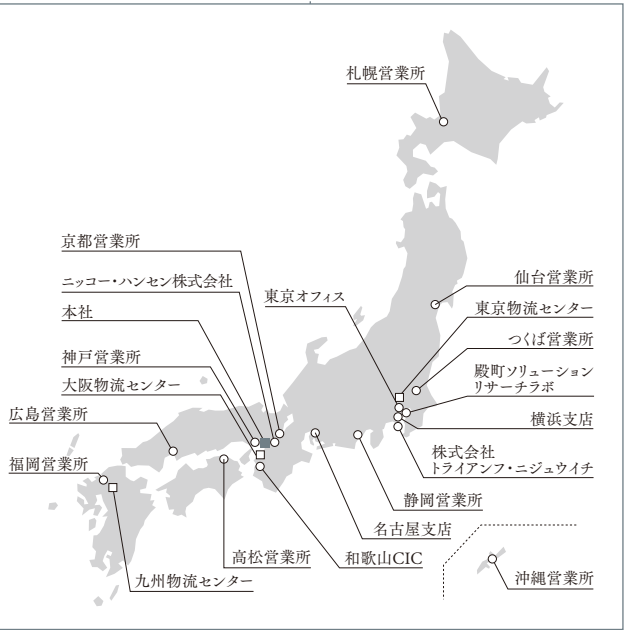 札幌営業所
京都営業所
ニッコー・ハンセン株式会社
本社
神戸営業所
大阪物流センター
広島営業所
福岡営業所
東京オフィス
仙台営業所
東京物流センター
つくば営業所
殿町ソリューション
リサーチラボ
横浜支店
株式会社
トライアンフ・ニジュウイチ
静岡営業所
名古屋支店
和歌山CIC
高松営業所
九州物流センター
沖縄営業所